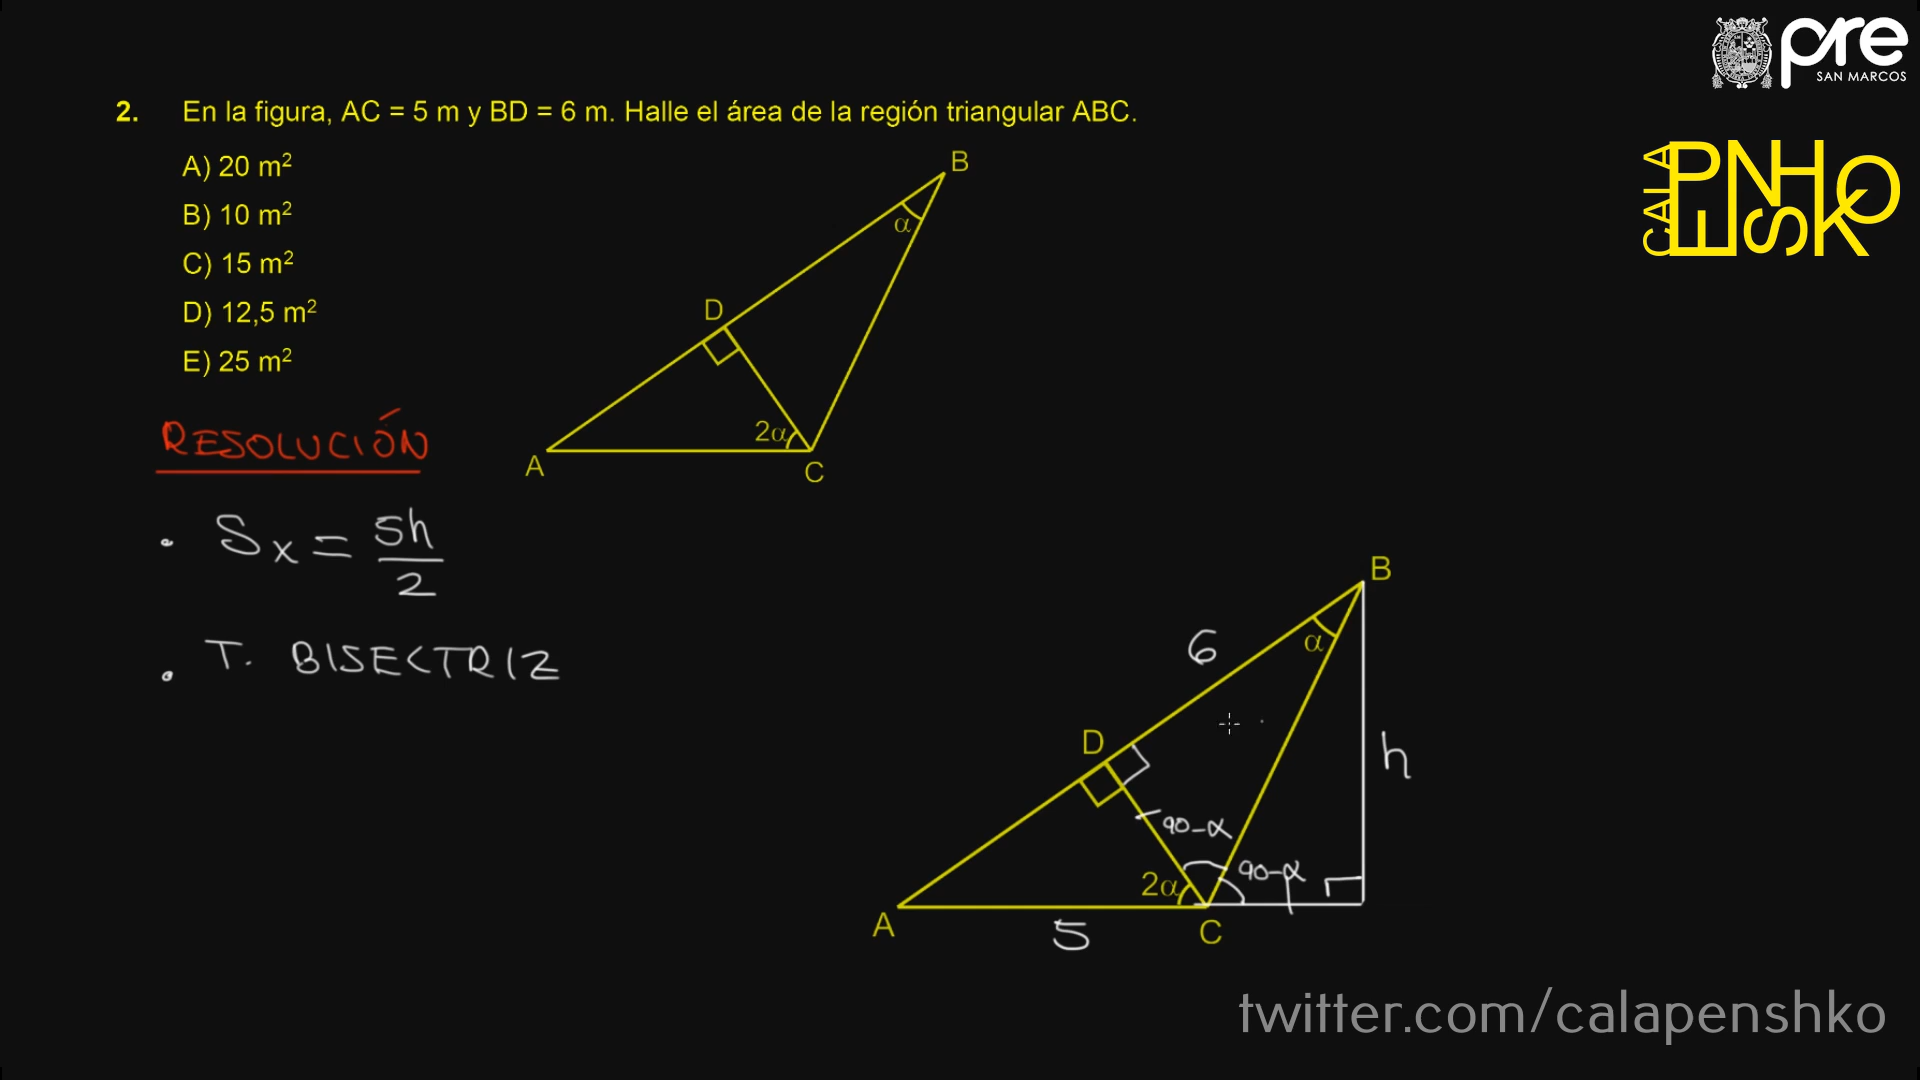 pre
SAN MARCOS
CALA
PENSHKO
2. En la figura, AC = 5 m y BD = 6 m. Halle el área de la región triangular ABC.
A) 20 m²
B) 10 m²
C) 15 m²
D) 12,5 m²
E) 25 m²
B
α
D
2α
A
C
RESOLUCIÓN
• Sx = 5h/2
• T. BISECTRIZ
B
6
α
D
h
90-α
2α
90-α
A
5
C
twitter.com/calapenshko